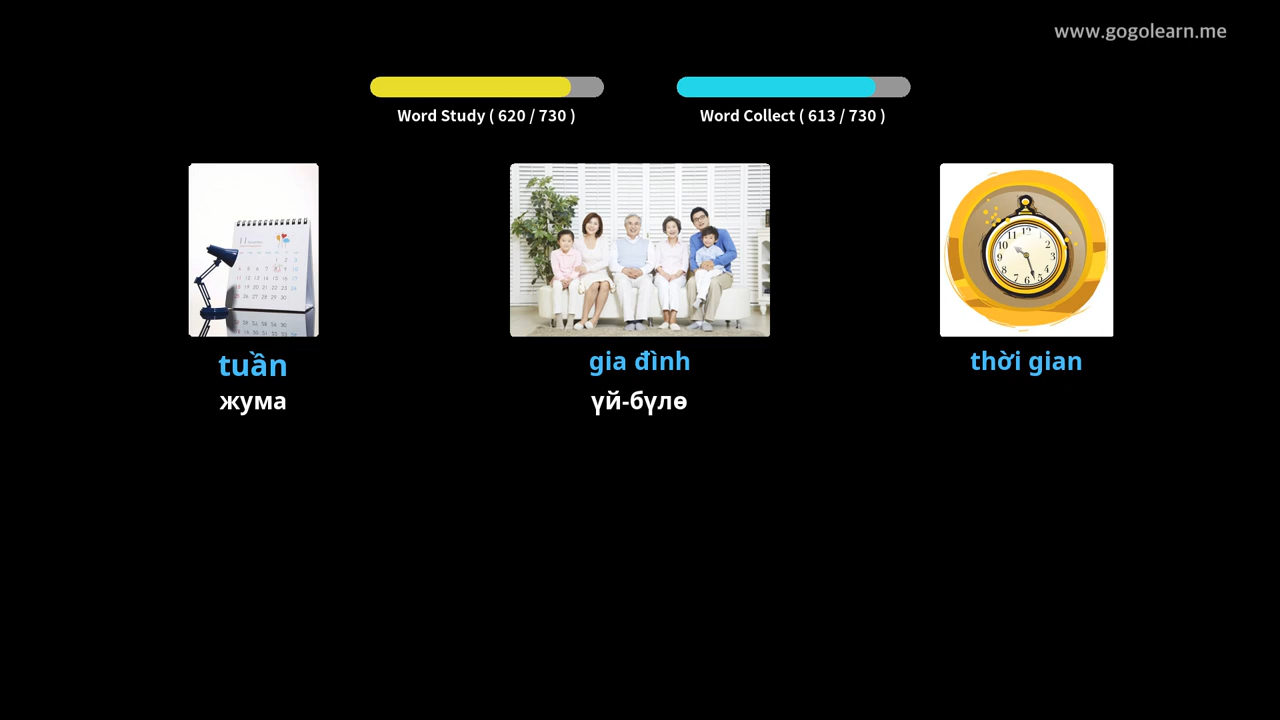 www.gogolearn.me
Word Study ( 620 / 730 )
Word Collect ( 613 / 730 )
tuần
gia đình
thời gian
жума
үй-бүлө